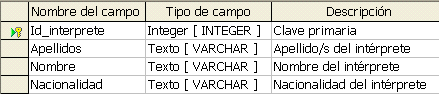 Nombre del campo Tipo de campo Descripción
Id_interprete Integer [ INTEGER ] Clave primaria
Apellidos Texto [ VARCHAR ] Apellido/s del intérprete
Nombre Texto [ VARCHAR ] Nombre del intérprete
Nacionalidad Texto [ VARCHAR ] Nacionalidad del intérprete